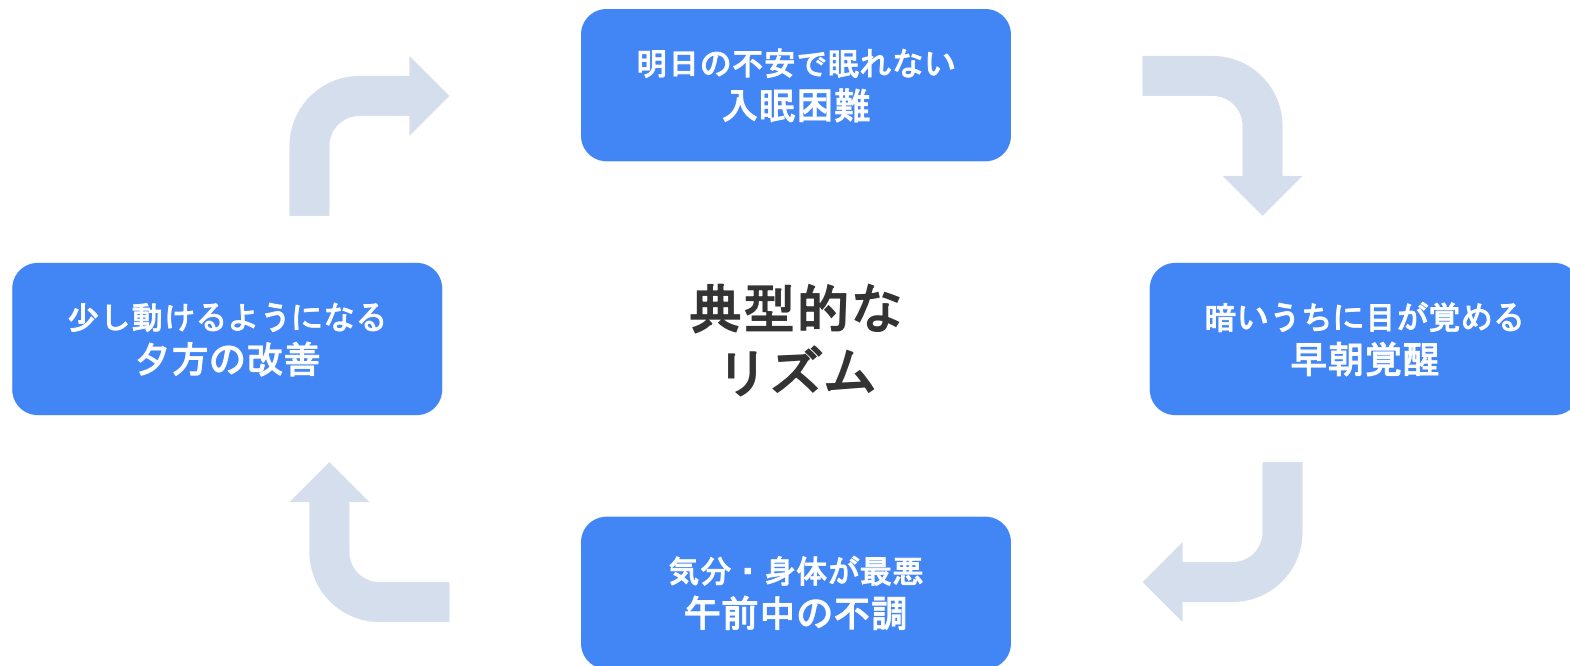 明日の不安で眠れない
入眠困難
少し動けるようになる
夕方の改善
典型的な
リズム
暗いうちに目が覚める
早朝覚醒
気分・身体が最悪
午前中の不調